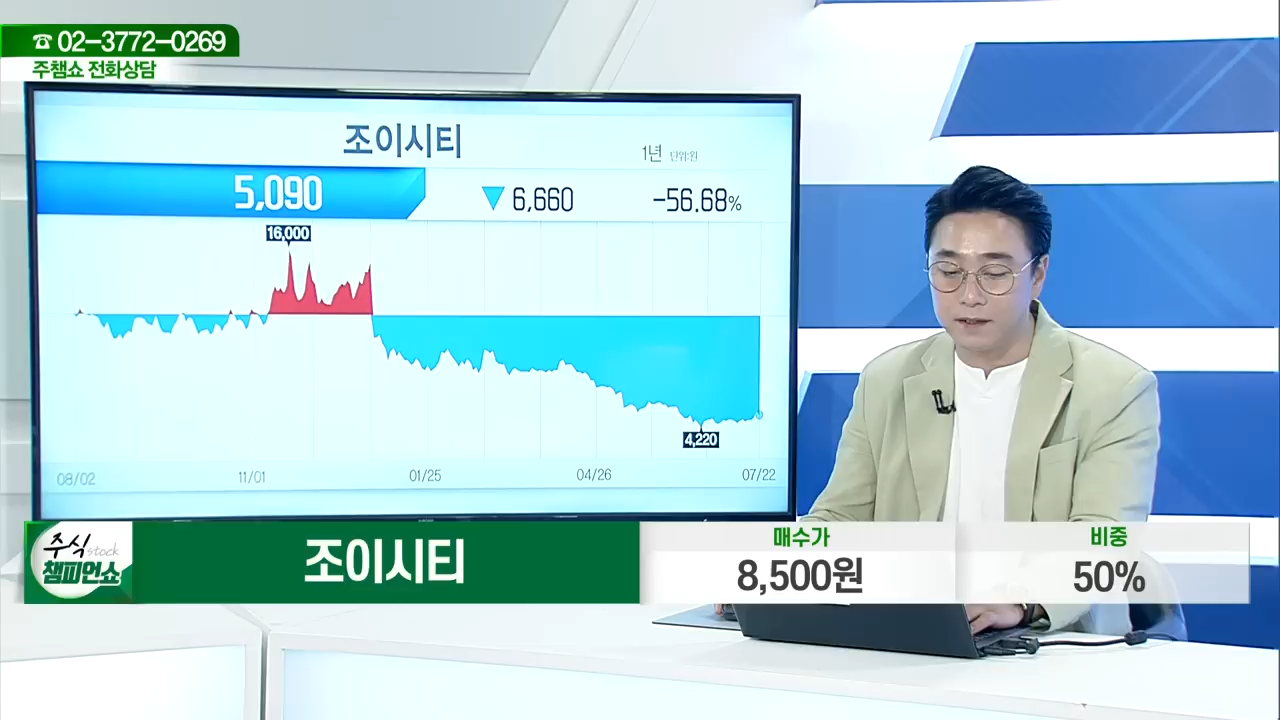 ☎ 02-3772-0269
주챔쇼 전화상담
조이시티
1년 단위:원
5,090 ▼ 6,660 -56.68%
16,000
4,220
08/02 11/01 01/25 04/26 07/22
주식 stock
챔피언쇼
조이시티
매수가
8,500원
비중
50%